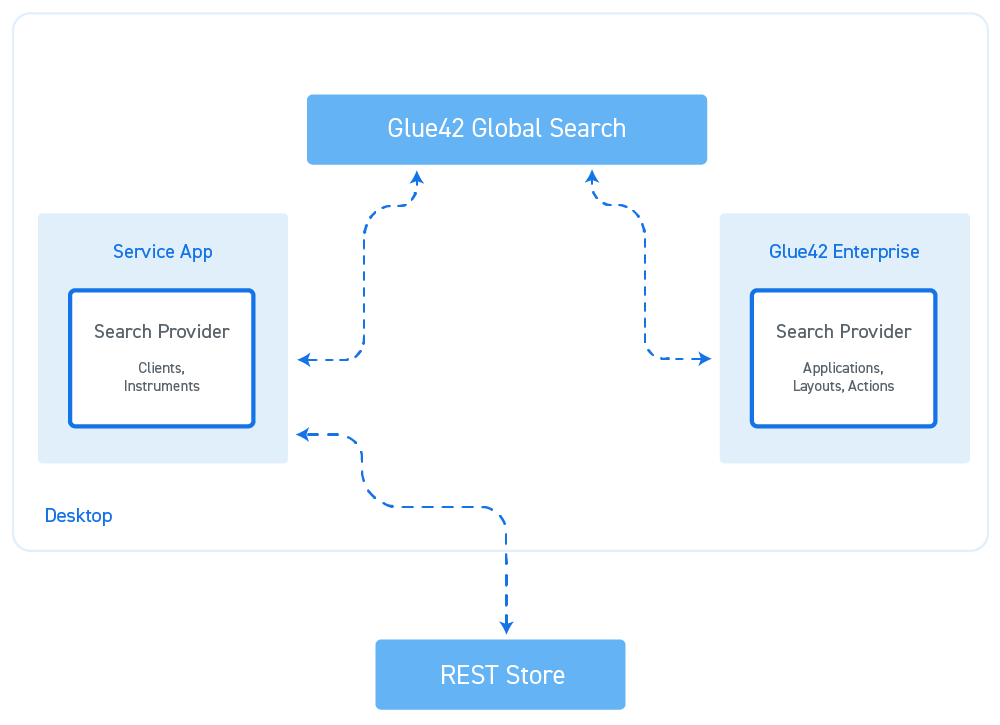 Glue42 Global Search
Service App
Search Provider
Clients,
Instruments
Glue42 Enterprise
Search Provider
Applications,
Layouts, Actions
Desktop
REST Store